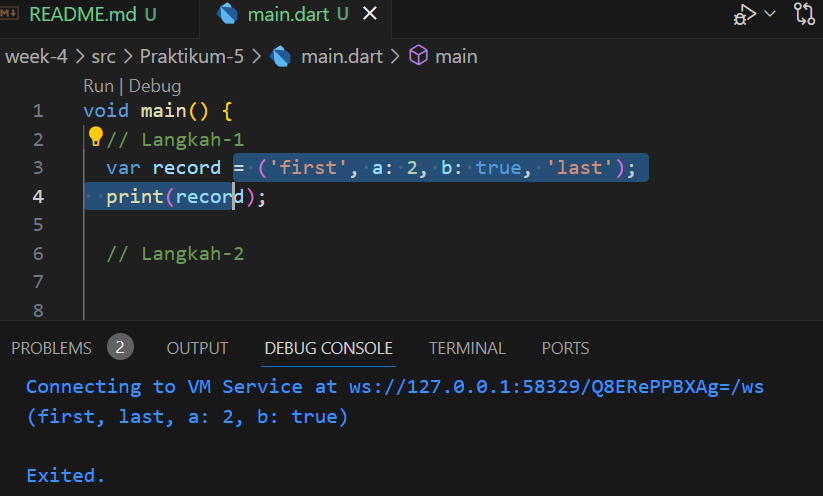 README.md U
main.dart U
week-4 > src > Praktikum-5 > main.dart > main
Run | Debug
1 void main() {
2 // Langkah-1
3 var record = ('first', a: 2, b: true, 'last');
4 print(record);
5
6 // Langkah-2
7
8
PROBLEMS 2 OUTPUT DEBUG CONSOLE TERMINAL PORTS
Connecting to VM Service at ws://127.0.0.1:58329/Q8ERePPBXAg=/ws
(first, last, a: 2, b: true)
Exited.